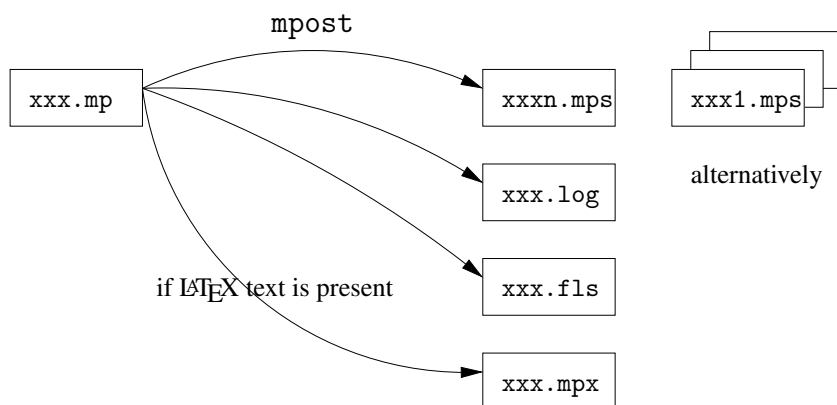 mpost
xxx.mp
xxxn.mps
xxx1.mps
xxx.log
alternatively
if LATEX text is present
xxx.fls
xxx.mpx